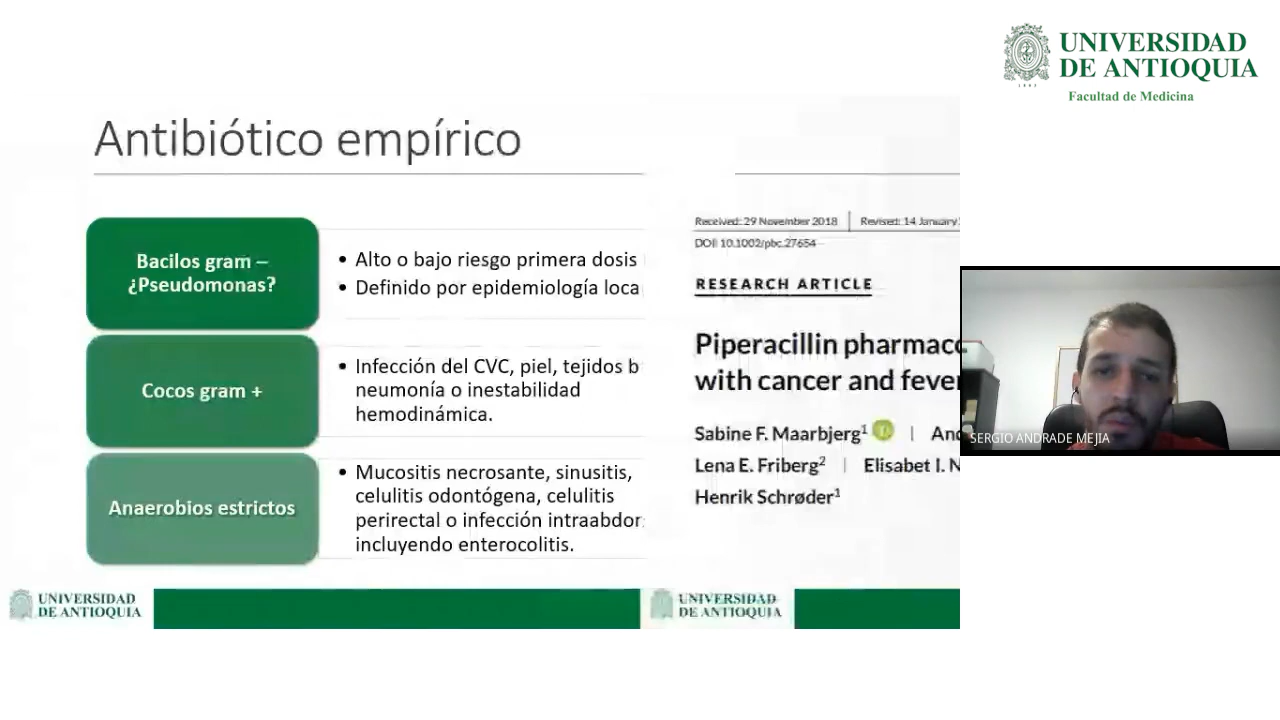 UNIVERSIDAD
DE ANTIOQUIA
Facultad de Medicina
Antibiótico empírico
Bacilos gram –
¿Pseudomonas?
• Alto o bajo riesgo primera dosis
• Definido por epidemiología loca
Cocos gram +
• Infección del CVC, piel, tejidos b
neumonía o inestabilidad
hemodinámica.
Anaerobios estrictos
• Mucositis necrosante, sinusitis,
celulitis odontógena, celulitis
perirectal o infección intraabdor
incluyendo enterocolitis.
Received: 29 November 2018 | Revised: 14 January
DOI: 10.1002/pbc.27654
RESEARCH ARTICLE
Piperacillin pharmac
with cancer and feve
Sabine F. Maarbjerg1 | And
Lena E. Friberg2 | Elisabet I. N
Henrik Schrøder1
SERGIO ANDRADE MEJIA
UNIVERSIDAD
DE ANTIOQUIA
UNIVERSIDAD
DE ANTIOQUIA